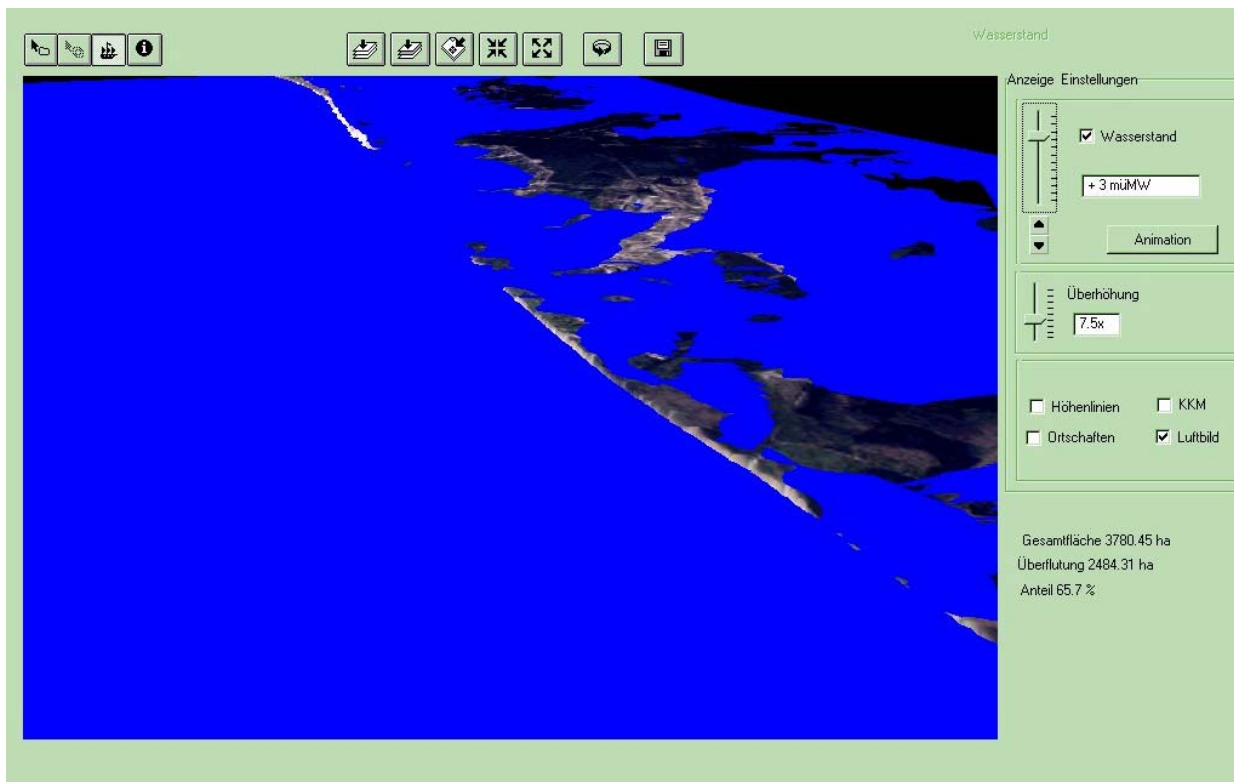 Wasserstand
Anzeige Einstellungen
Wasserstand
+ 3 müMW
Animation
Überhöhung
7.5x
Höhenlinien
KKM
Ortschaften
Luftbild
Gesamtfläche 3780.45 ha
Überflutung 2484.31 ha
Anteil 65.7 %